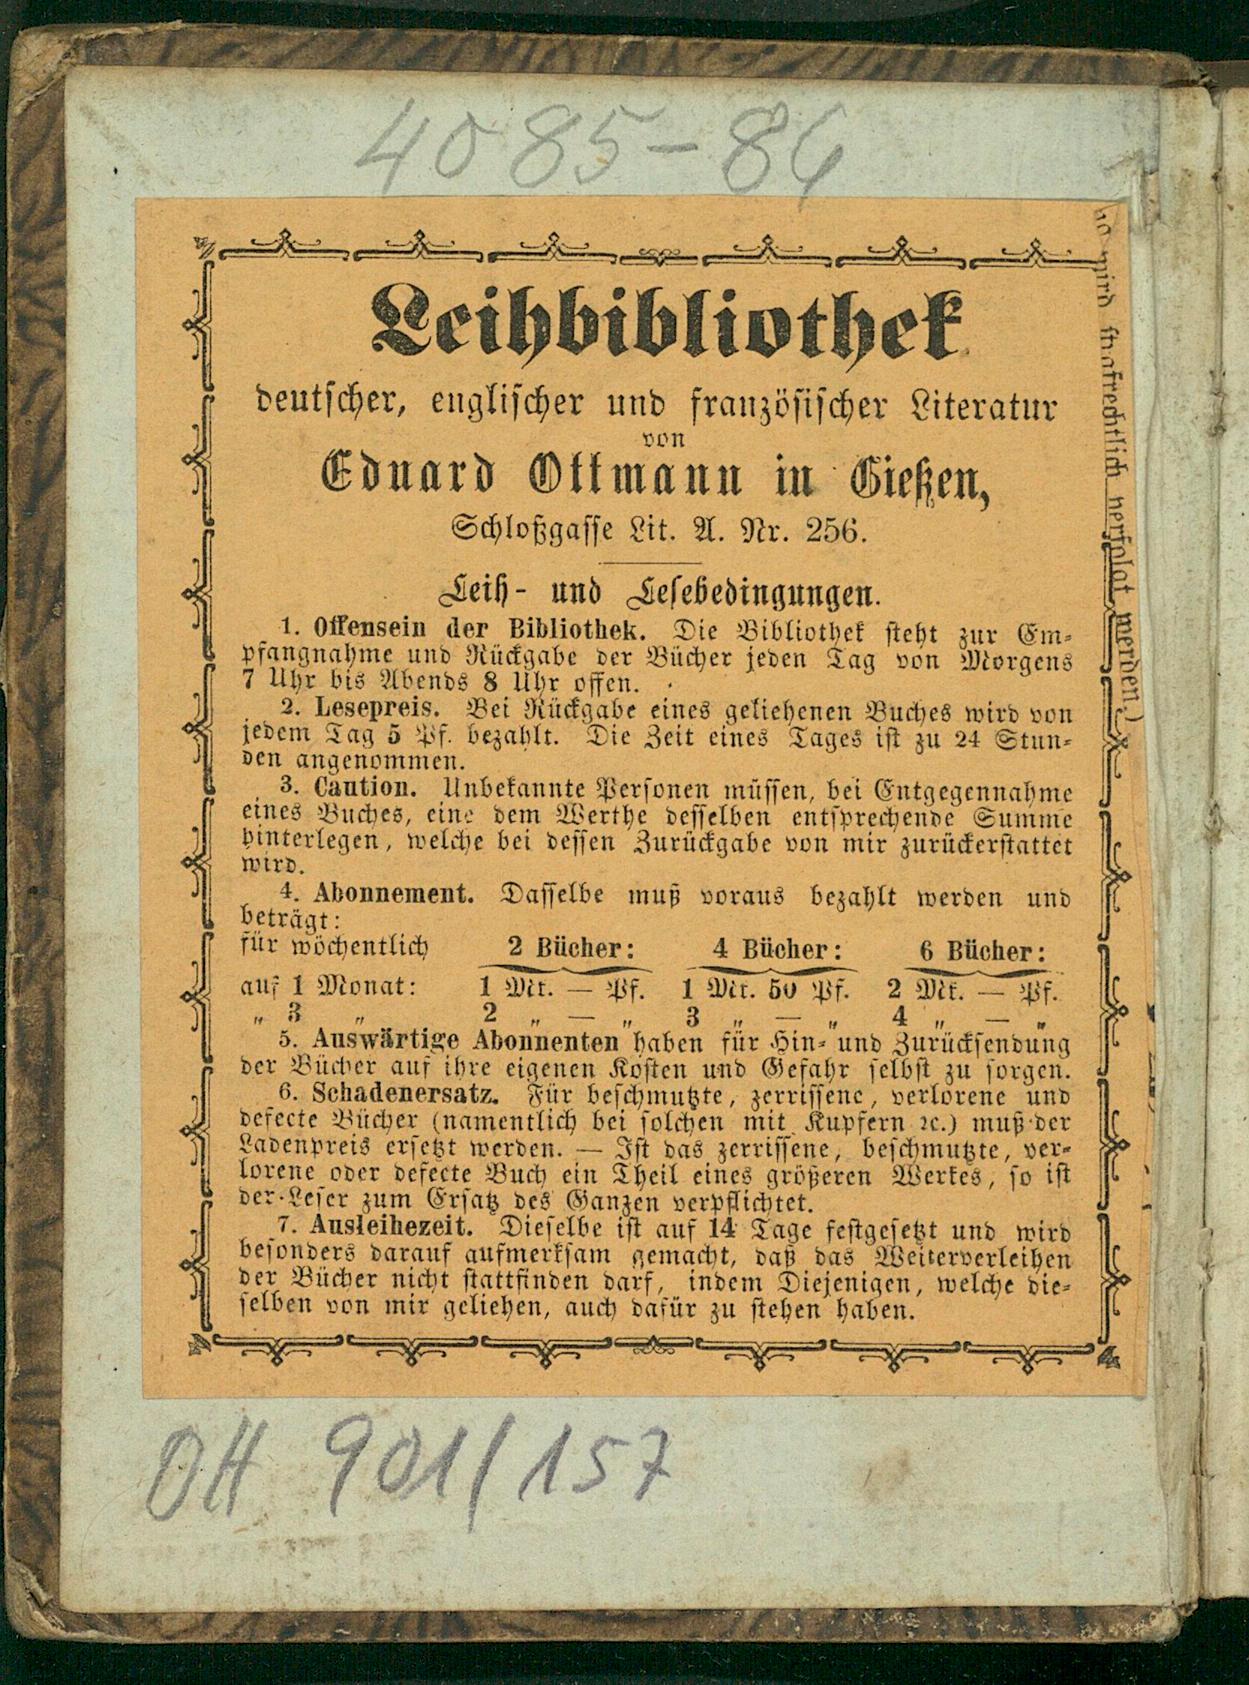 4085-86
Leihbibliothek
deutscher, englischer und französischer Literatur
von
Eduard Ottmann in Gießen,
Schloßgasse Lit. A. Nr. 256.
Leih- und Lesebedingungen.
1. Offensein der Bibliothek. Die Bibliothek steht zur Em-
pfangnahme und Rückgabe der Bücher jeden Tag von Morgens
7 Uhr bis Abends 8 Uhr offen.
2. Lesepreis. Bei Rückgabe eines geliehenen Buches wird von
jedem Tag 5 Pf. bezahlt. Die Zeit eines Tages ist zu 24 Stun-
den angenommen.
3. Caution. Unbekannte Personen müssen, bei Entgegennahme
eines Buches, eine dem Werthe desselben entsprechende Summe
hinterlegen, welche bei dessen Zurückgabe von mir zurückerstattet
wird.
4. Abonnement. Dasselbe muß voraus bezahlt werden und
beträgt:
für wöchentlich 2 Bücher: 4 Bücher: 6 Bücher:
auf 1 Monat: 1 Mk. — Pf. 1 Mk. 50 Pf. 2 Mk. — Pf.
„ 3 „ 2 „ — „ 3 „ — „ 4 „ — „
5. Auswärtige Abonnenten haben für Hin- und Zurücksendung
der Bücher auf ihre eigenen Kosten und Gefahr selbst zu sorgen.
6. Schadenersatz. Für beschmutzte, zerrissene, verlorene und
defecte Bücher (namentlich bei solchen mit Kupfern ꝛc.) muß der
Ladenpreis ersetzt werden. — Ist das zerrissene, beschmutzte, ver-
lorene oder defecte Buch ein Theil eines größeren Werkes, so ist
der Leser zum Ersatz des Ganzen verpflichtet.
7. Ausleihezeit. Dieselbe ist auf 14 Tage festgesetzt und wird
besonders darauf aufmerksam gemacht, daß das Weiterverleihen
der Bücher nicht stattfinden darf, indem Diejenigen, welche die-
selben von mir geliehen, auch dafür zu stehen haben.
so wird strafrechtlich verfolgt werden.)
OH 901/157